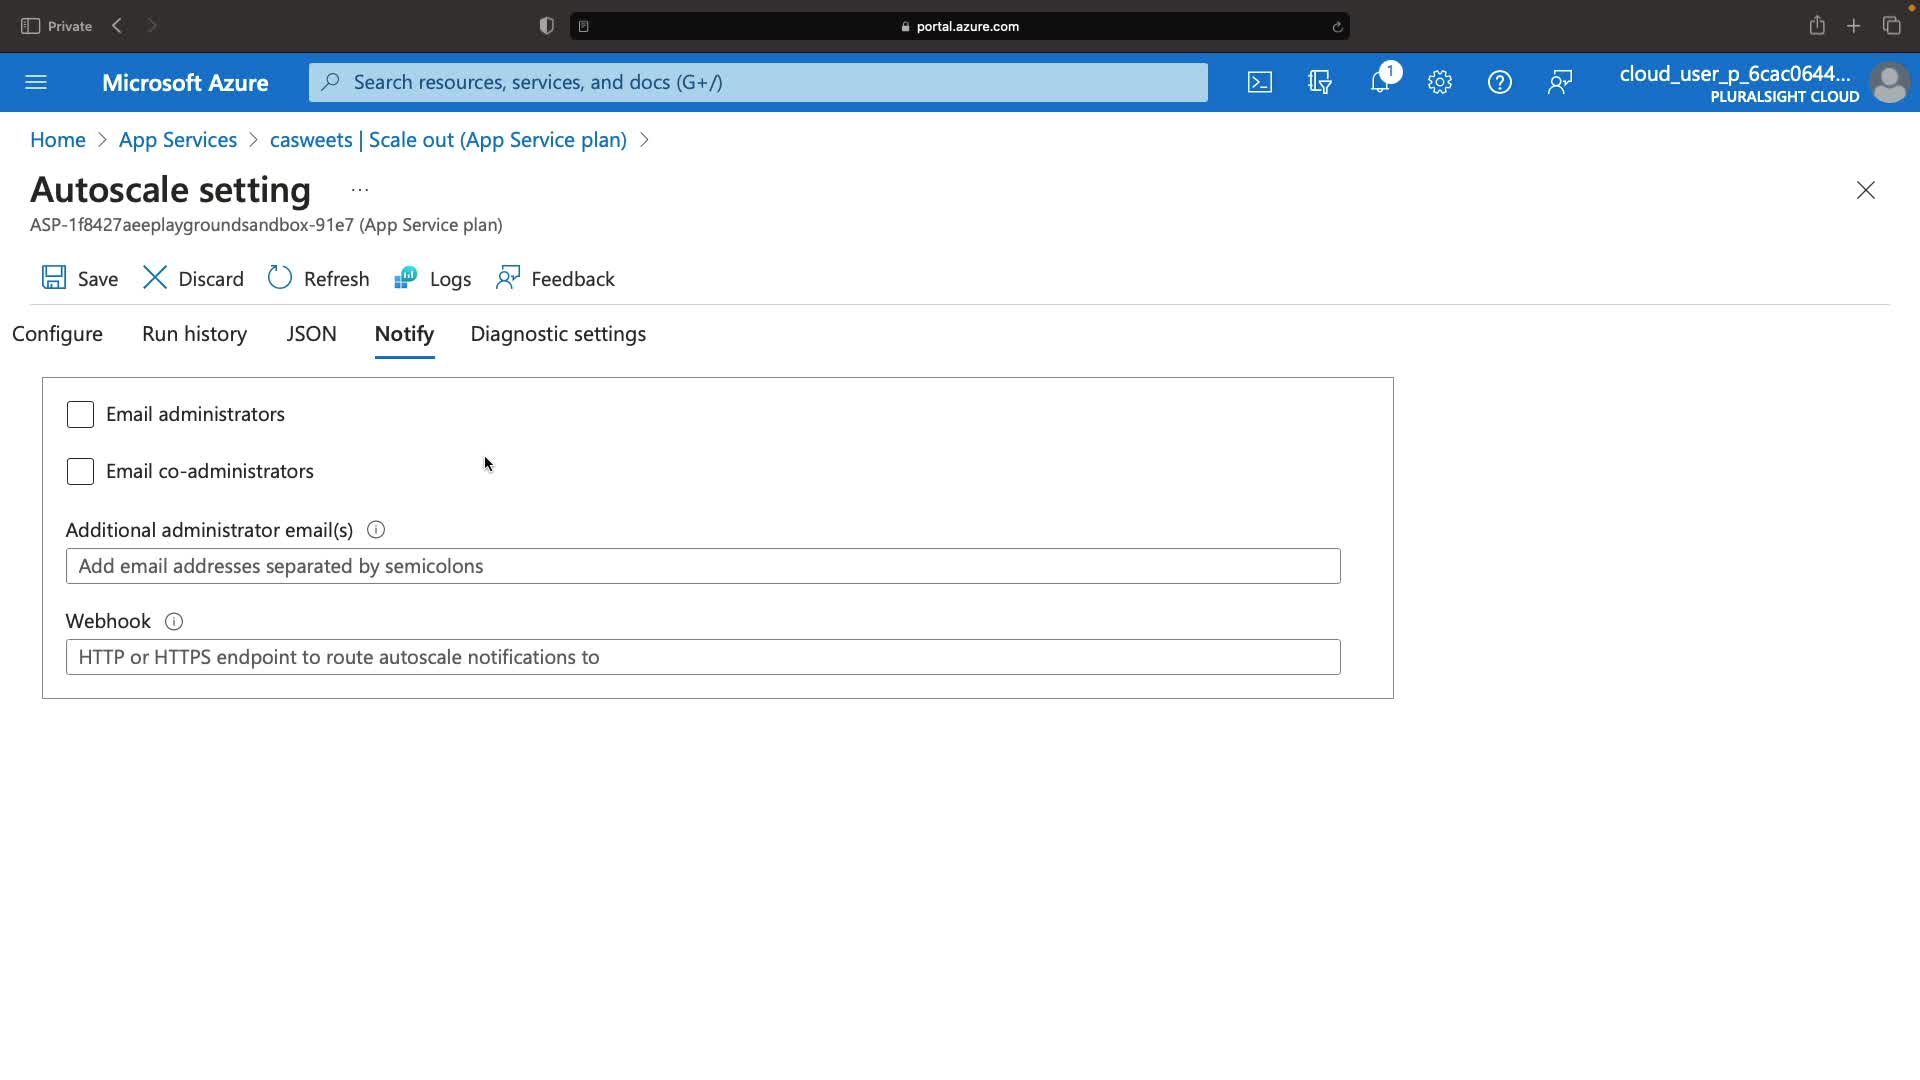 Private
portal.azure.com
Microsoft Azure
Search resources, services, and docs (G+/)
1
cloud_user_p_6cac0644...
PLURALSIGHT CLOUD
Home > App Services > casweets | Scale out (App Service plan) >
Autoscale setting ...
ASP-1f8427aeeplaygroundsandbox-91e7 (App Service plan)
Save Discard Refresh Logs Feedback
Configure Run history JSON Notify Diagnostic settings
Email administrators
Email co-administrators
Additional administrator email(s)
Add email addresses separated by semicolons
Webhook
HTTP or HTTPS endpoint to route autoscale notifications to